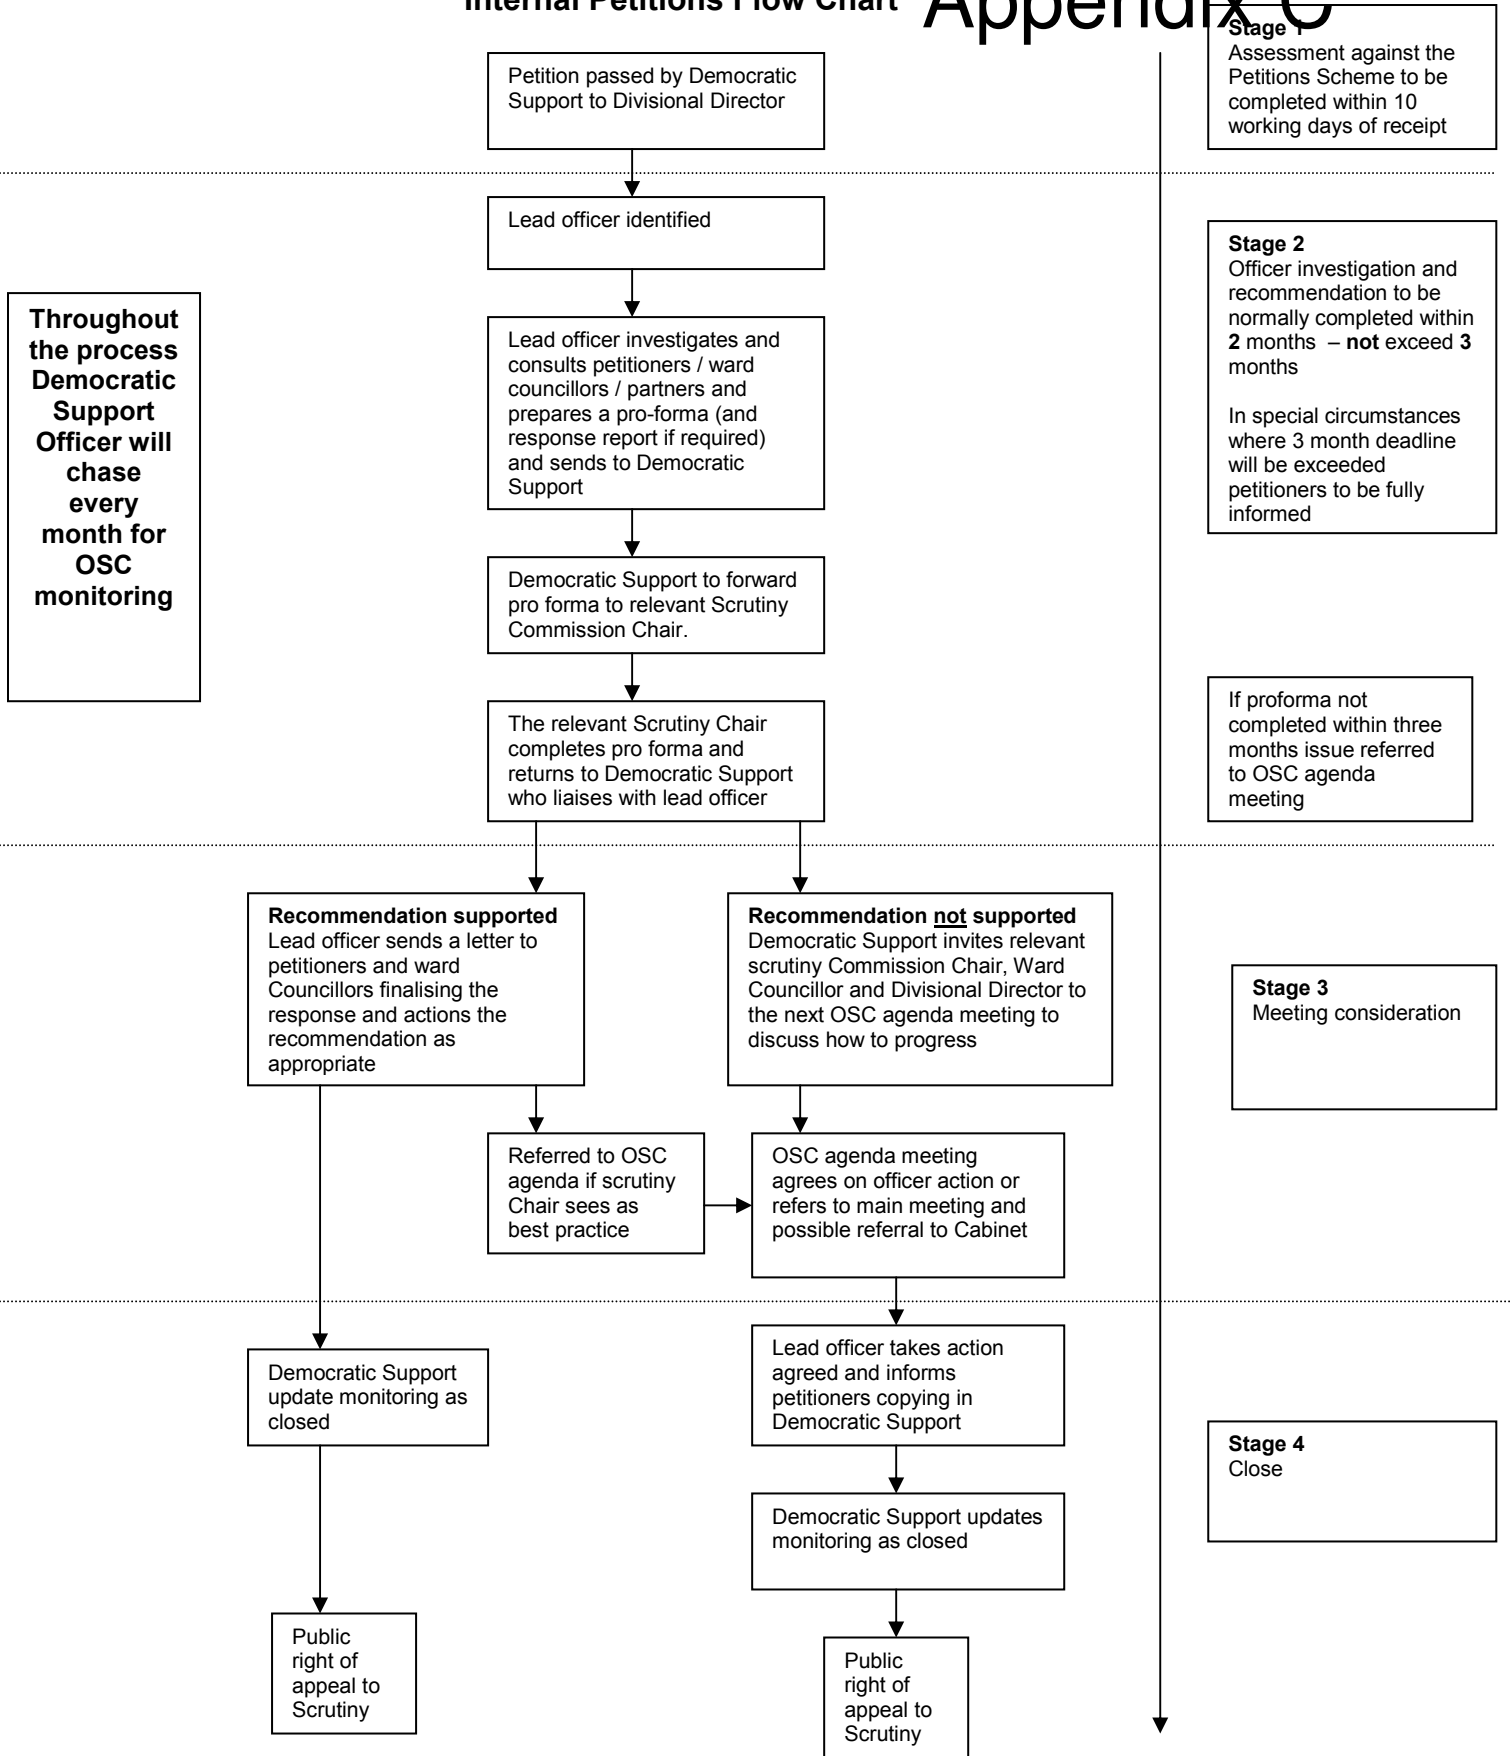 Internal Petitions Flow Chart
Appendix C
Stage 1
Assessment against the
Petitions Scheme to be
completed within 10
working days of receipt
Petition passed by Democratic
Support to Divisional Director
Lead officer identified
Stage 2
Officer investigation and
recommendation to be
normally completed within
2 months – not exceed 3
months
In special circumstances
where 3 month deadline
will be exceeded
petitioners to be fully
informed
Throughout
the process
Democratic
Support
Officer will
chase
every
month for
OSC
monitoring
Lead officer investigates and
consults petitioners / ward
councillors / partners and
prepares a pro-forma (and
response report if required)
and sends to Democratic
Support
Democratic Support to forward
pro forma to relevant Scrutiny
Commission Chair.
The relevant Scrutiny Chair
completes pro forma and
returns to Democratic Support
who liaises with lead officer
If proforma not
completed within three
months issue referred
to OSC agenda
meeting
Recommendation supported
Lead officer sends a letter to
petitioners and ward
Councillors finalising the
response and actions the
recommendation as
appropriate
Recommendation not supported
Democratic Support invites relevant
scrutiny Commission Chair, Ward
Councillor and Divisional Director to
the next OSC agenda meeting to
discuss how to progress
Stage 3
Meeting consideration
Referred to OSC
agenda if scrutiny
Chair sees as
best practice
OSC agenda meeting
agrees on officer action or
refers to main meeting and
possible referral to Cabinet
Democratic Support
update monitoring as
closed
Lead officer takes action
agreed and informs
petitioners copying in
Democratic Support
Stage 4
Close
Democratic Support updates
monitoring as closed
Public
right of
appeal to
Scrutiny
Public
right of
appeal to
Scrutiny